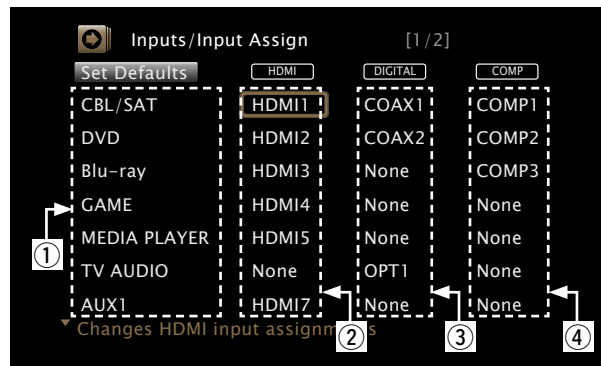 Inputs/Input Assign [1/2]
Set Defaults HDMI DIGITAL COMP
CBL/SAT HDMI1 COAX1 COMP1
DVD HDMI2 COAX2 COMP2
Blu-ray HDMI3 None COMP3
GAME HDMI4 None None
① MEDIA PLAYER HDMI5 None None
TV AUDIO None OPT1 None
AUX1 HDMI7 None None
Changes HDMI input assignm s ② ③ ④